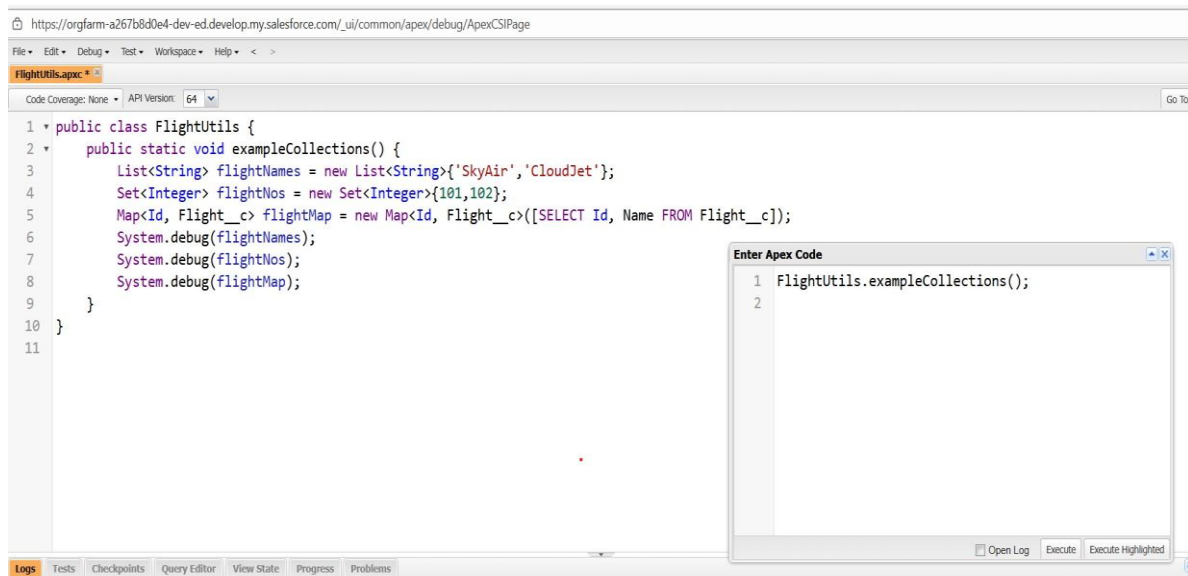 https://orgfarm-a267b8d0e4-dev-ed.develop.my.salesforce.com/_ui/common/apex/debug/ApexCSIPage
File Edit Debug Test Workspace Help < >
FlightUtils.apxc *
Code Coverage: None API Version: 64 Go To
1 public class FlightUtils {
2 public static void exampleCollections() {
3 List<String> flightNames = new List<String>{'SkyAir','CloudJet'};
4 Set<Integer> flightNos = new Set<Integer>{101,102};
5 Map<Id, Flight__c> flightMap = new Map<Id, Flight__c>([SELECT Id, Name FROM Flight__c]);
6 System.debug(flightNames);
7 System.debug(flightNos);
8 System.debug(flightMap);
9 }
10 }
11
Enter Apex Code
1 FlightUtils.exampleCollections();
2
Open Log Execute Execute Highlighted
Logs Tests Checkpoints Query Editor View State Progress Problems